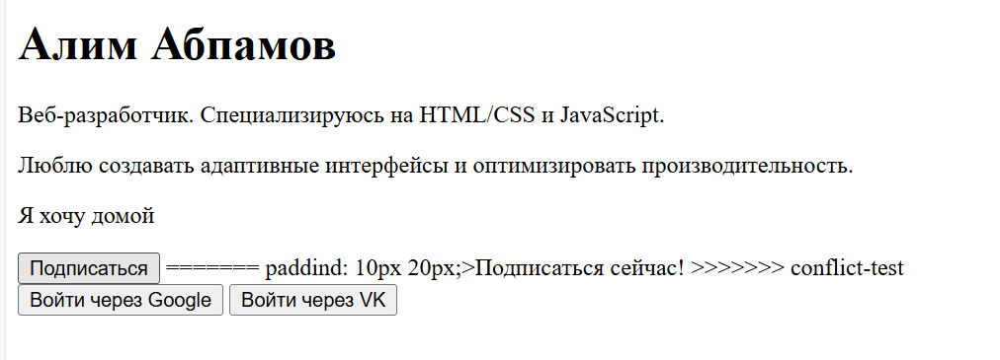 Алим Абпамов
Веб-разработчик. Специализируюсь на HTML/CSS и JavaScript.
Люблю создавать адаптивные интерфейсы и оптимизировать производительность.
Я хочу домой
Подписаться ======= paddind: 10px 20px;>Подписаться сейчас! >>>>>>> conflict-test
Войти через Google Войти через VK